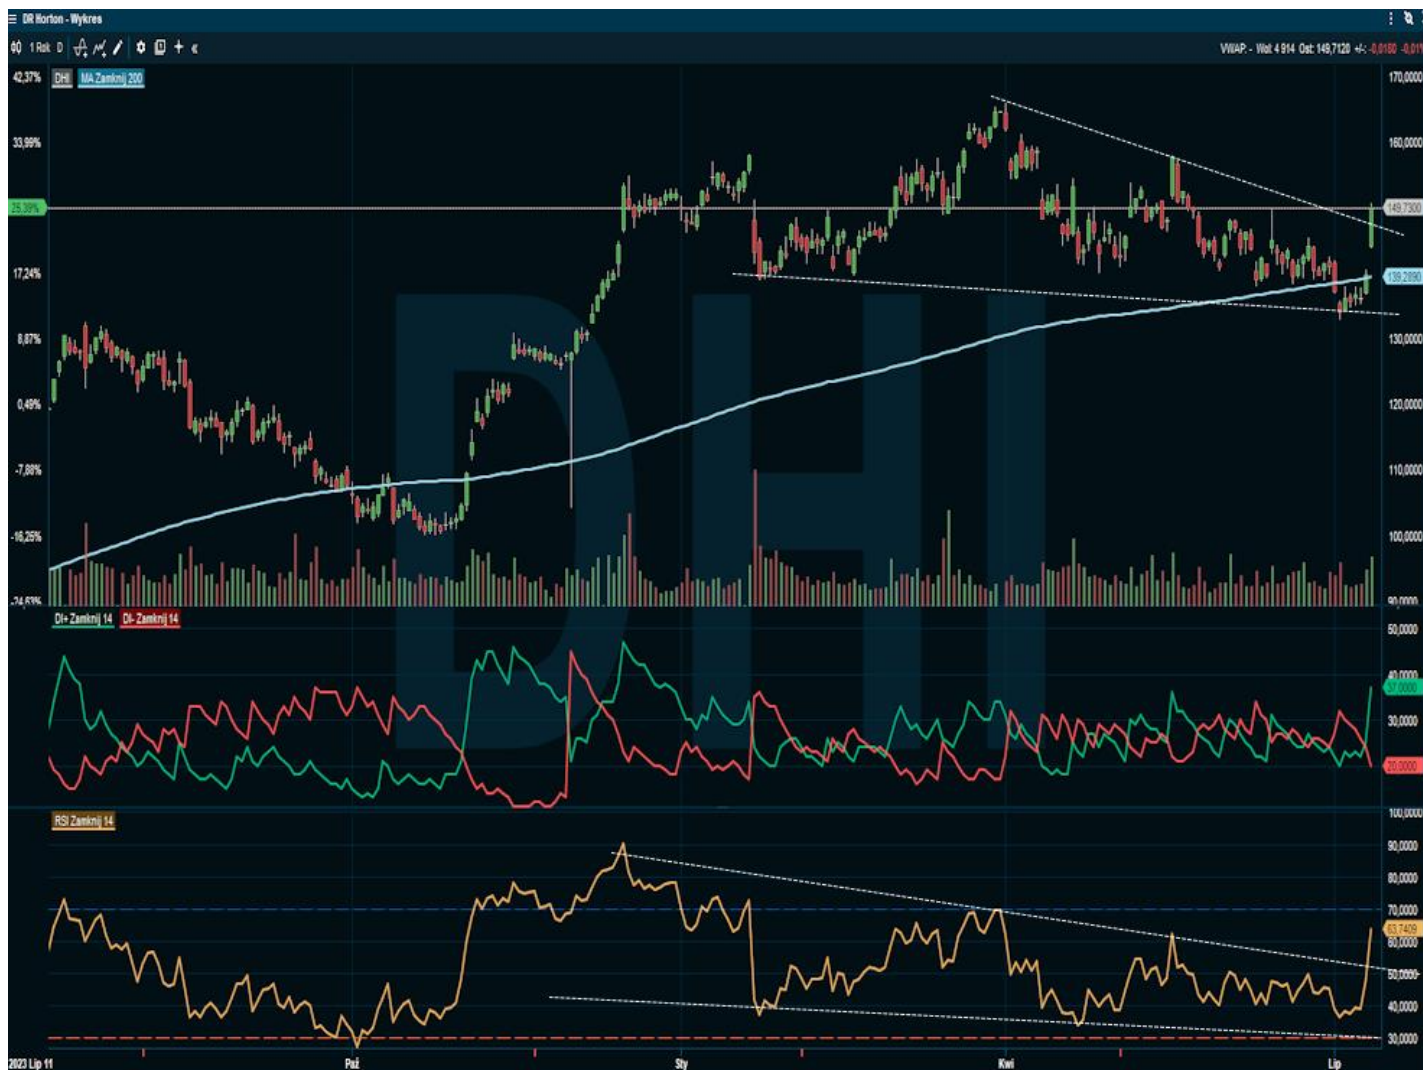 DR Horton - Wykres
1 Rok D
VWAP: - Wol: 4 914 Ost: 149,7120 +/-: -0,0180 -0,01%
42,37% DHI MA Zamknij 200 170,0000
33,99% 160,0000
25,39% 149,7300
17,24% 139,2890
8,87% 130,0000
0,49% 120,0000
-7,88% 110,0000
-16,25% 100,0000
-24,63% 90,0000
DHI
DI+ Zamknij 14 DI- Zamknij 14 50,0000
40,0000
37,0000
30,0000
20,0000
RSI Zamknij 14 100,0000
90,0000
80,0000
70,0000
63,7409
60,0000
50,0000
40,0000
30,0000
2023 Lip 11 Paź Sty Kwi Lip